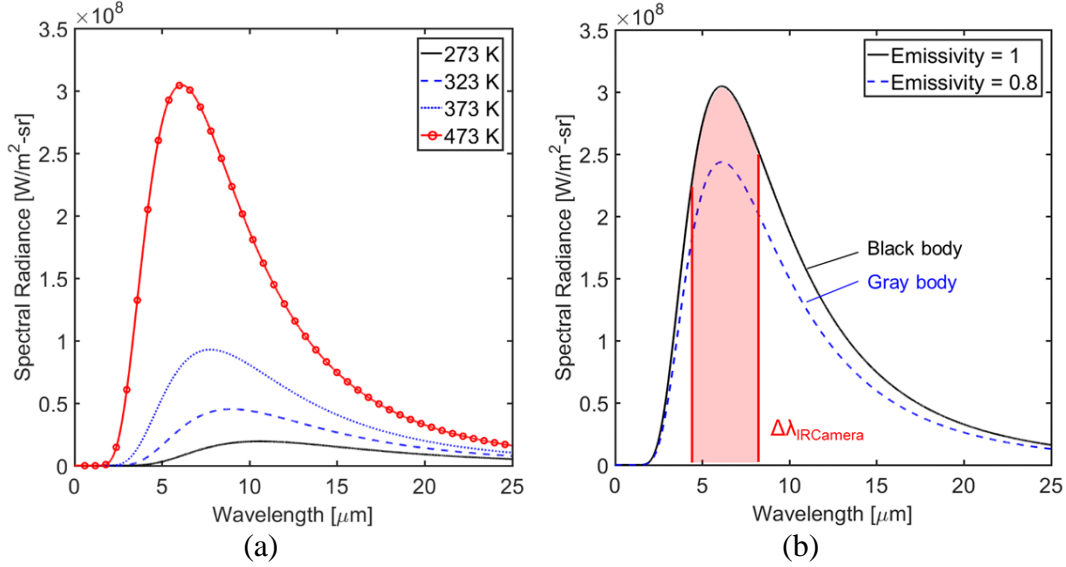 ×10⁸
3.5
3
2.5
2
1.5
1
0.5
0
Spectral Radiance [W/m²-sr]
273 K
323 K
373 K
473 K
0 5 10 15 20 25
Wavelength [μm]
(a)
×10⁸
3.5
3
2.5
2
1.5
1
0.5
0
Spectral Radiance [W/m²-sr]
Emissivity = 1
Emissivity = 0.8
Black body
Gray body
Δλ_IRCamera
0 5 10 15 20 25
Wavelength [μm]
(b)